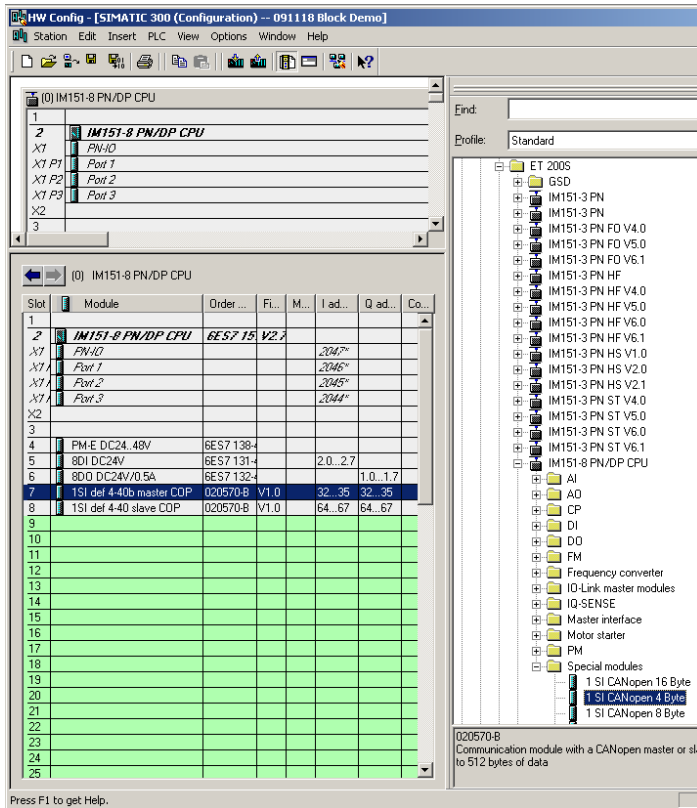 HW Config - [SIMATIC 300 (Configuration) -- 091118 Block Demo]
Station Edit Insert PLC View Options Window Help
(0) IM151-8 PN/DP CPU
1
2 IM151-8 PN/DP CPU
X1 PN-IO
X1 P1 Port 1
X1 P2 Port 2
X1 P3 Port 3
X2
3
(0) IM151-8 PN/DP CPU
Slot Module Order ... Fi... M... I ad... Q ad... Co...
1
2 IM151-8 PN/DP CPU 6ES7 15 V2.7
X1 PN-IO 2047*
X1 Port 1 2046*
X1 Port 2 2045*
X1 Port 3 2044*
X2
3
4 PM-E DC24..48V 6ES7 138-4
5 8DI DC24V 6ES7 131-4 2.0...2.7
6 8DO DC24V/0.5A 6ES7 132-4 1.0...1.7
7 1SI def 4-40b master COP 020570-B V1.0 32...35 32...35
8 1SI def 4-40 slave COP 020570-B V1.0 64...67 64...67
9
10
11
12
13
14
15
16
17
18
19
20
21
22
23
24
25
Find:
Profile: Standard
ET 200S
GSD
IM151-3 PN
IM151-3 PN
IM151-3 PN FO V4.0
IM151-3 PN FO V5.0
IM151-3 PN FO V6.1
IM151-3 PN HF
IM151-3 PN HF V4.0
IM151-3 PN HF V5.0
IM151-3 PN HF V6.0
IM151-3 PN HF V6.1
IM151-3 PN HS V1.0
IM151-3 PN HS V2.0
IM151-3 PN HS V2.1
IM151-3 PN ST V4.0
IM151-3 PN ST V5.0
IM151-3 PN ST V6.0
IM151-3 PN ST V6.1
IM151-8 PN/DP CPU
AI
AO
CP
DI
DO
FM
Frequency converter
IO-Link master modules
IQ-SENSE
Master interface
Motor starter
PM
Special modules
1 SI CANopen 16 Byte
1 SI CANopen 4 Byte
1 SI CANopen 8 Byte
020570-B
Communication module with a CANopen master or sl
to 512 bytes of data
Press F1 to get Help.